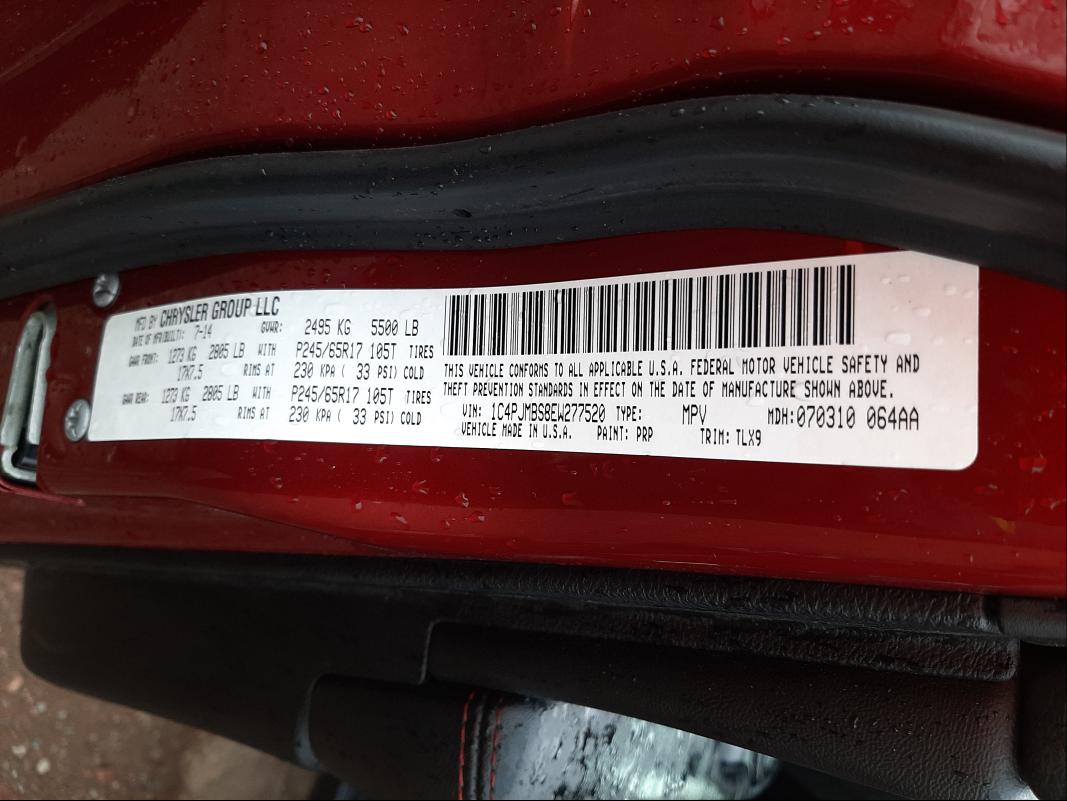 MFD BY CHRYSLER GROUP LLC
DATE OF MFR(BUILT): 7-14 GVWR: 2495 KG 5500 LB
GAWR FRONT: 1273 KG 2805 LB WITH P245/65R17 105T TIRES
17X7.5 RIMS AT 230 KPA ( 33 PSI) COLD
GAWR REAR: 1273 KG 2805 LB WITH P245/65R17 105T TIRES
17X7.5 RIMS AT 230 KPA ( 33 PSI) COLD
THIS VEHICLE CONFORMS TO ALL APPLICABLE U.S.A. FEDERAL MOTOR VEHICLE SAFETY AND
THEFT PREVENTION STANDARDS IN EFFECT ON THE DATE OF MANUFACTURE SHOWN ABOVE.
VIN: 1C4PJMBS8EW277520 TYPE: MPV MDH:070310 064AA
VEHICLE MADE IN U.S.A. PAINT: PRP TRIM: TLX9